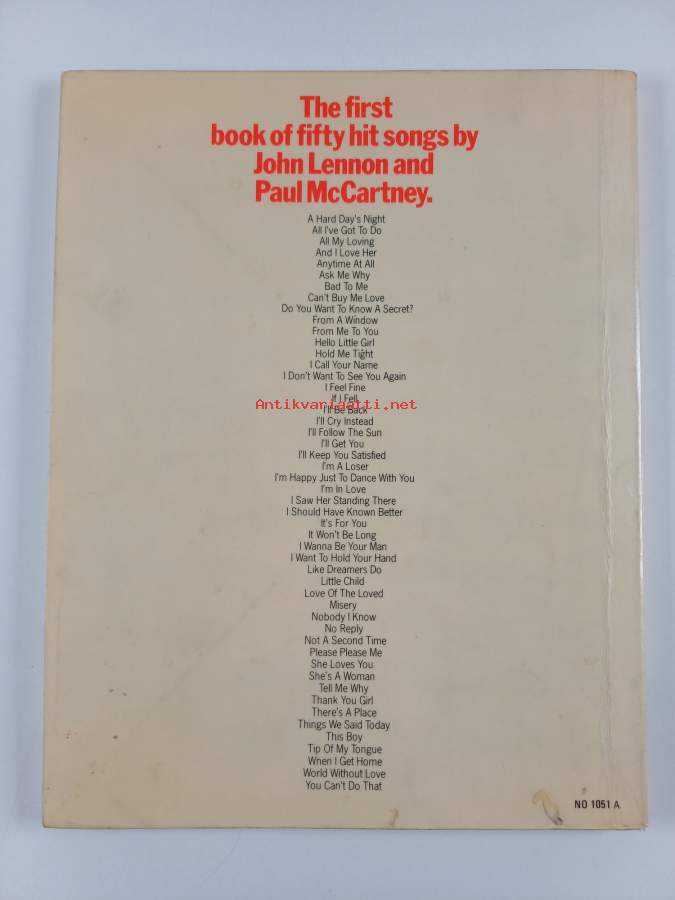 The first
book of fifty hit songs by
John Lennon and
Paul McCartney.
A Hard Day's Night
All I've Got To Do
All My Loving
And I Love Her
Anytime At All
Ask Me Why
Bad To Me
Can't Buy Me Love
Do You Want To Know A Secret?
From A Window
From Me To You
Hello Little Girl
Hold Me Tight
I Call Your Name
I Don't Want To See You Again
I Feel Fine
If I Fell
Antikvariaatti.net
I'll Be Back
I'll Cry Instead
I'll Follow The Sun
I'll Get You
I'll Keep You Satisfied
I'm A Loser
I'm Happy Just To Dance With You
I'm In Love
I Saw Her Standing There
I Should Have Known Better
It's For You
It Won't Be Long
I Wanna Be Your Man
I Want To Hold Your Hand
Like Dreamers Do
Little Child
Love Of The Loved
Misery
Nobody I Know
No Reply
Not A Second Time
Please Please Me
She Loves You
She's A Woman
Tell Me Why
Thank You Girl
There's A Place
Things We Said Today
This Boy
Tip Of My Tongue
When I Get Home
World Without Love
You Can't Do That
NO 1051 A